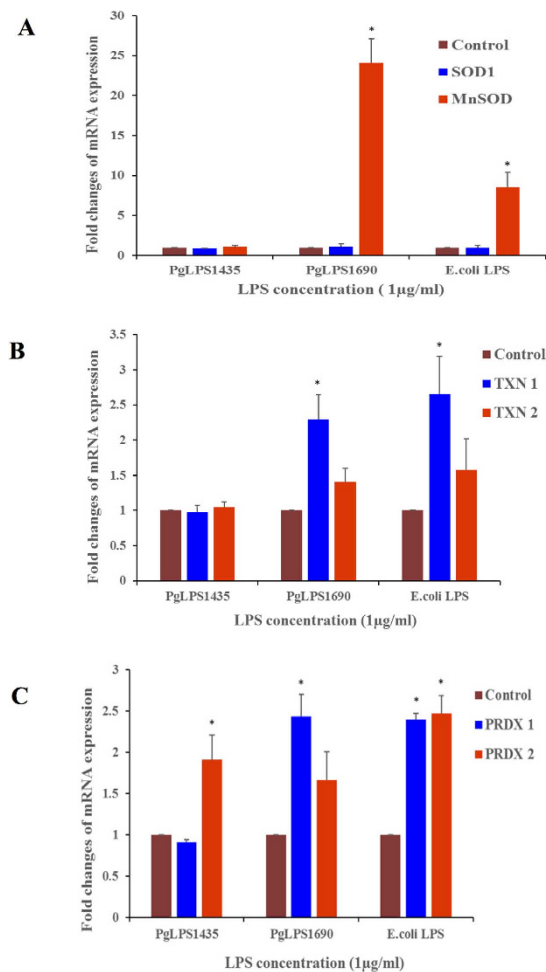 A
Fold changes of mRNA expression
30
25
20
15
10
5
0
*
*
Control
SOD1
MnSOD
PgLPS1435
PgLPS1690
E.coli LPS
LPS concentration ( 1µg/ml)
B
Fold changes of mRNA expression
3.5
3
2.5
2
1.5
1
0.5
0
*
*
Control
TXN 1
TXN 2
PgLPS1435
PgLPS1690
E.coli LPS
LPS concentration (1µg/ml)
C
Fold changes of mRNA expression
3
2.5
2
1.5
1
0.5
0
*
*
*
*
Control
PRDX 1
PRDX 2
PgLPS1435
PgLPS1690
E.coli LPS
LPS concentration (1µg/ml)